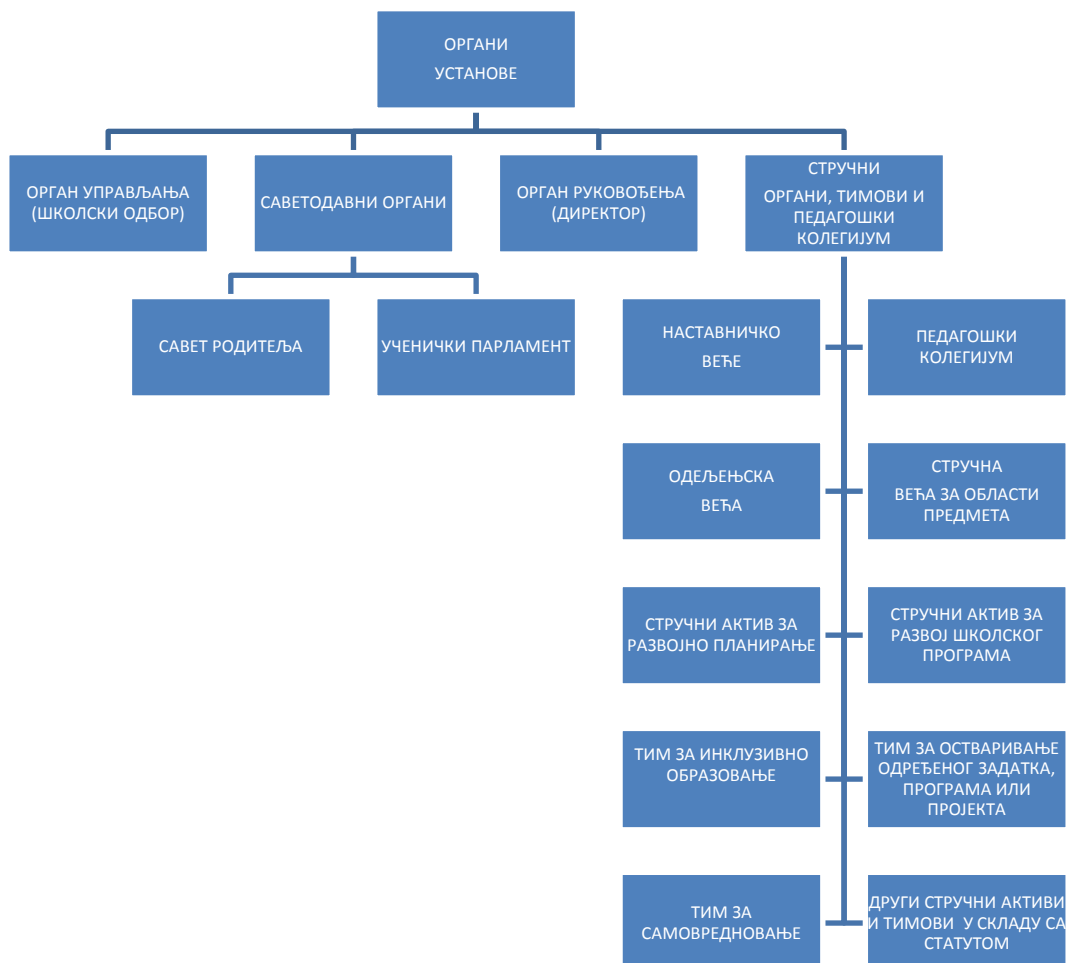 ОРГАНИ
УСТАНОВЕ
ОРГАН УПРАВЉАЊА
(ШКОЛСКИ ОДБОР)
САВЕТОДАВНИ ОРГАНИ
ОРГАН РУКОВОЂЕЊА
(ДИРЕКТОР)
СТРУЧНИ
ОРГАНИ, ТИМОВИ И
ПЕДАГОШКИ
КОЛЕГИЈУМ
САВЕТ РОДИТЕЉА
УЧЕНИЧКИ ПАРЛАМЕНТ
НАСТАВНИЧКО
ВЕЋЕ
ПЕДАГОШКИ
КОЛЕГИЈУМ
ОДЕЉЕЊСКА
ВЕЋА
СТРУЧНА
ВЕЋА ЗА ОБЛАСТИ
ПРЕДМЕТА
СТРУЧНИ АКТИВ ЗА
РАЗВОЈНО ПЛАНИРАЊЕ
СТРУЧНИ АКТИВ ЗА
РАЗВОЈ ШКОЛСКОГ
ПРОГРАМА
ТИМ ЗА ИНКЛУЗИВНО
ОБРАЗОВАЊЕ
ТИМ ЗА ОСТВАРИВАЊЕ
ОДРЕЂЕНОГ ЗАДАТКА,
ПРОГРАМА ИЛИ
ПРОЈЕКТА
ТИМ ЗА
САМОВРЕДНОВАЊЕ
ДРУГИ СТРУЧНИ АКТИВИ
И ТИМОВИ У СКЛАДУ СА
СТАТУТОМ